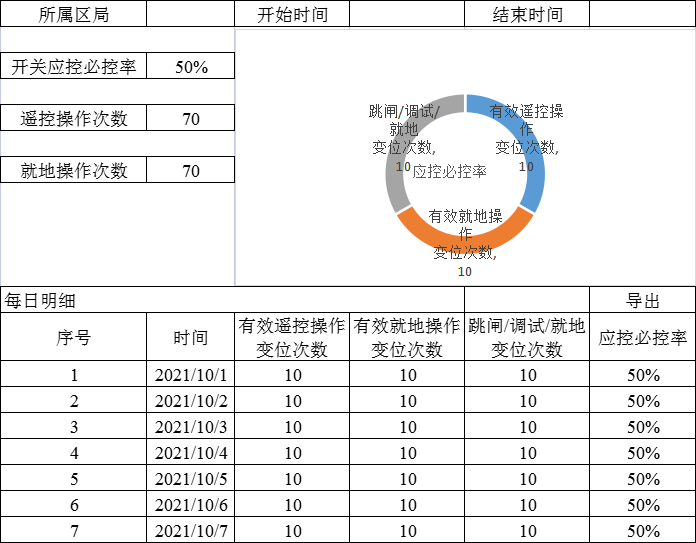 所属区局 开始时间 结束时间
开关应控必控率 50%
遥控操作次数 70
就地操作次数 70
跳闸/调试/
就地
变位次数,
10
有效遥控操
作
变位次数,
10
应控必控率
有效就地操
作
变位次数,
10
每日明细 导出
序号 时间 有效遥控操作 有效就地操作 跳闸/调试/就地 应控必控率
变位次数 变位次数 变位次数
1 2021/10/1 10 10 10 50%
2 2021/10/2 10 10 10 50%
3 2021/10/3 10 10 10 50%
4 2021/10/4 10 10 10 50%
5 2021/10/5 10 10 10 50%
6 2021/10/6 10 10 10 50%
7 2021/10/7 10 10 10 50%